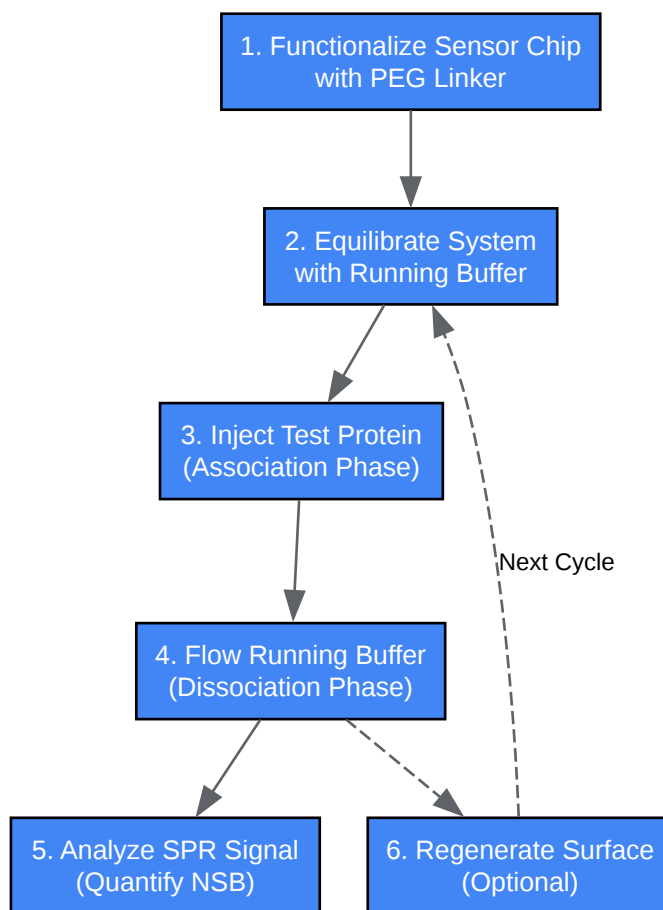 1. Functionalize Sensor Chip
with PEG Linker
2. Equilibrate System
with Running Buffer
3. Inject Test Protein
(Association Phase)
Next Cycle
4. Flow Running Buffer
(Dissociation Phase)
5. Analyze SPR Signal
(Quantify NSB)
6. Regenerate Surface
(Optional)